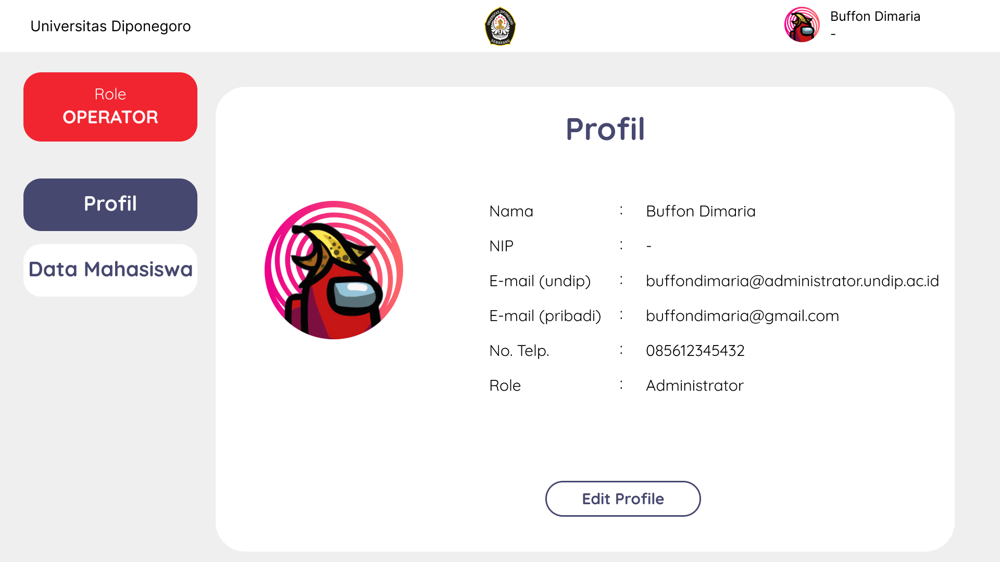 Universitas Diponegoro
UNIVERSITAS DIPONEGORO
SEMARANG
Buffon Dimaria
-
Role
OPERATOR
Profil
Data Mahasiswa
Profil
Nama : Buffon Dimaria
NIP : -
E-mail (undip) : buffondimaria@administrator.undip.ac.id
E-mail (pribadi) : buffondimaria@gmail.com
No. Telp. : 085612345432
Role : Administrator
Edit Profile